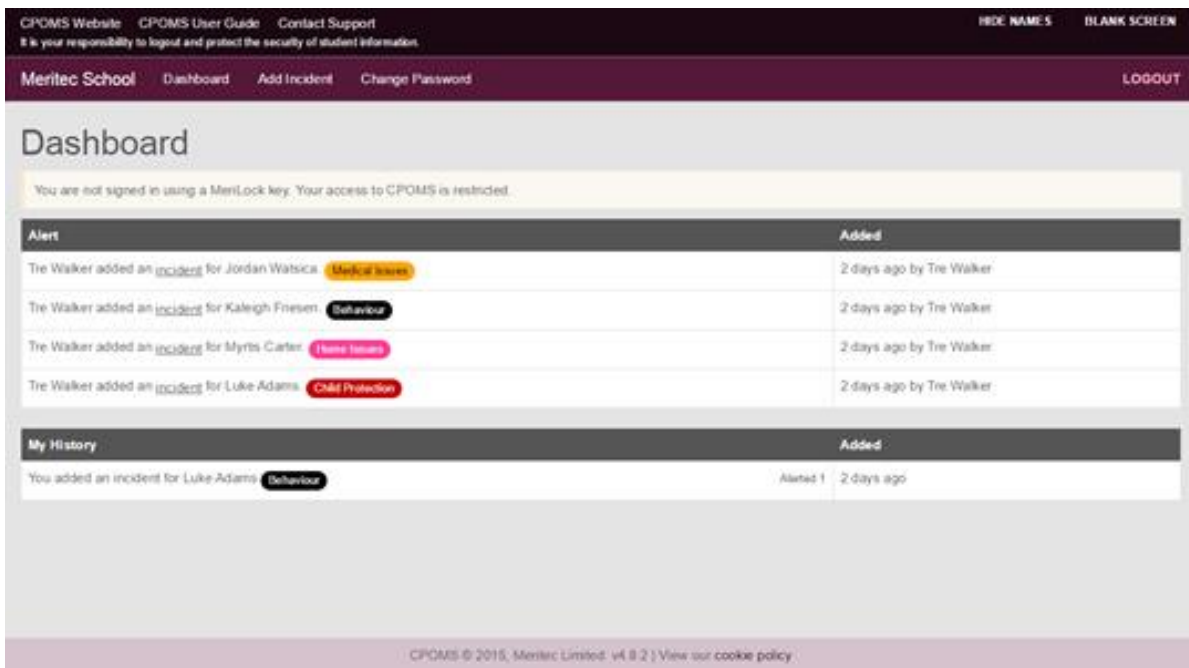 CPOMS Website CPOMS User Guide Contact Support HIDE NAMES BLANK SCREEN
It is your responsibility to logout and protect the security of student information.
Meritec School Dashboard Add Incident Change Password LOGOUT
Dashboard
You are not signed in using a MeriLock key. Your access to CPOMS is restricted.
Alert Added
Tre Walker added an incident for Jordan Watsica. Medical Issues 2 days ago by Tre Walker
Tre Walker added an incident for Kaleigh Friesen. Behaviour 2 days ago by Tre Walker
Tre Walker added an incident for Myrtis Carter. Home Issues 2 days ago by Tre Walker
Tre Walker added an incident for Luke Adams. Child Protection 2 days ago by Tre Walker
My History Added
You added an incident for Luke Adams Behaviour Alerted 1 2 days ago
CPOMS © 2015, Meritec Limited. v4.8.2 | View our cookie policy